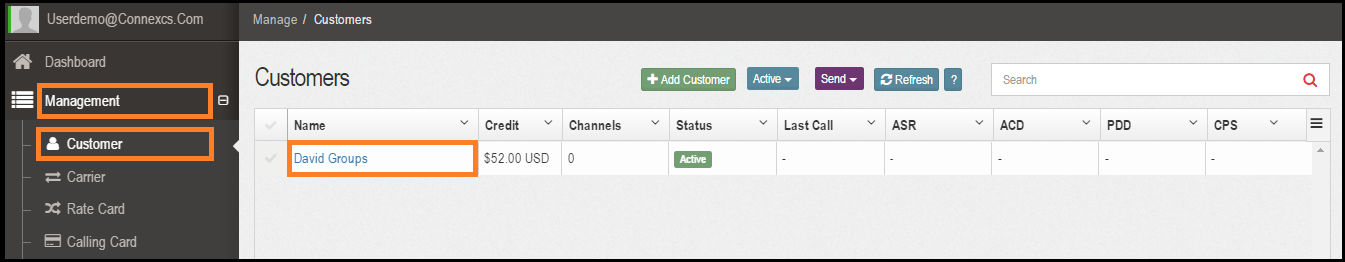 Userdemo@Connexcs.Com
Manage / Customers
Dashboard
Management
Customer
Carrier
Rate Card
Calling Card
Customers
Add Customer
Active
Send
Refresh
?
Search
Name Credit Channels Status Last Call ASR ACD PDD CPS
David Groups $52.00 USD 0 Active - - - - -